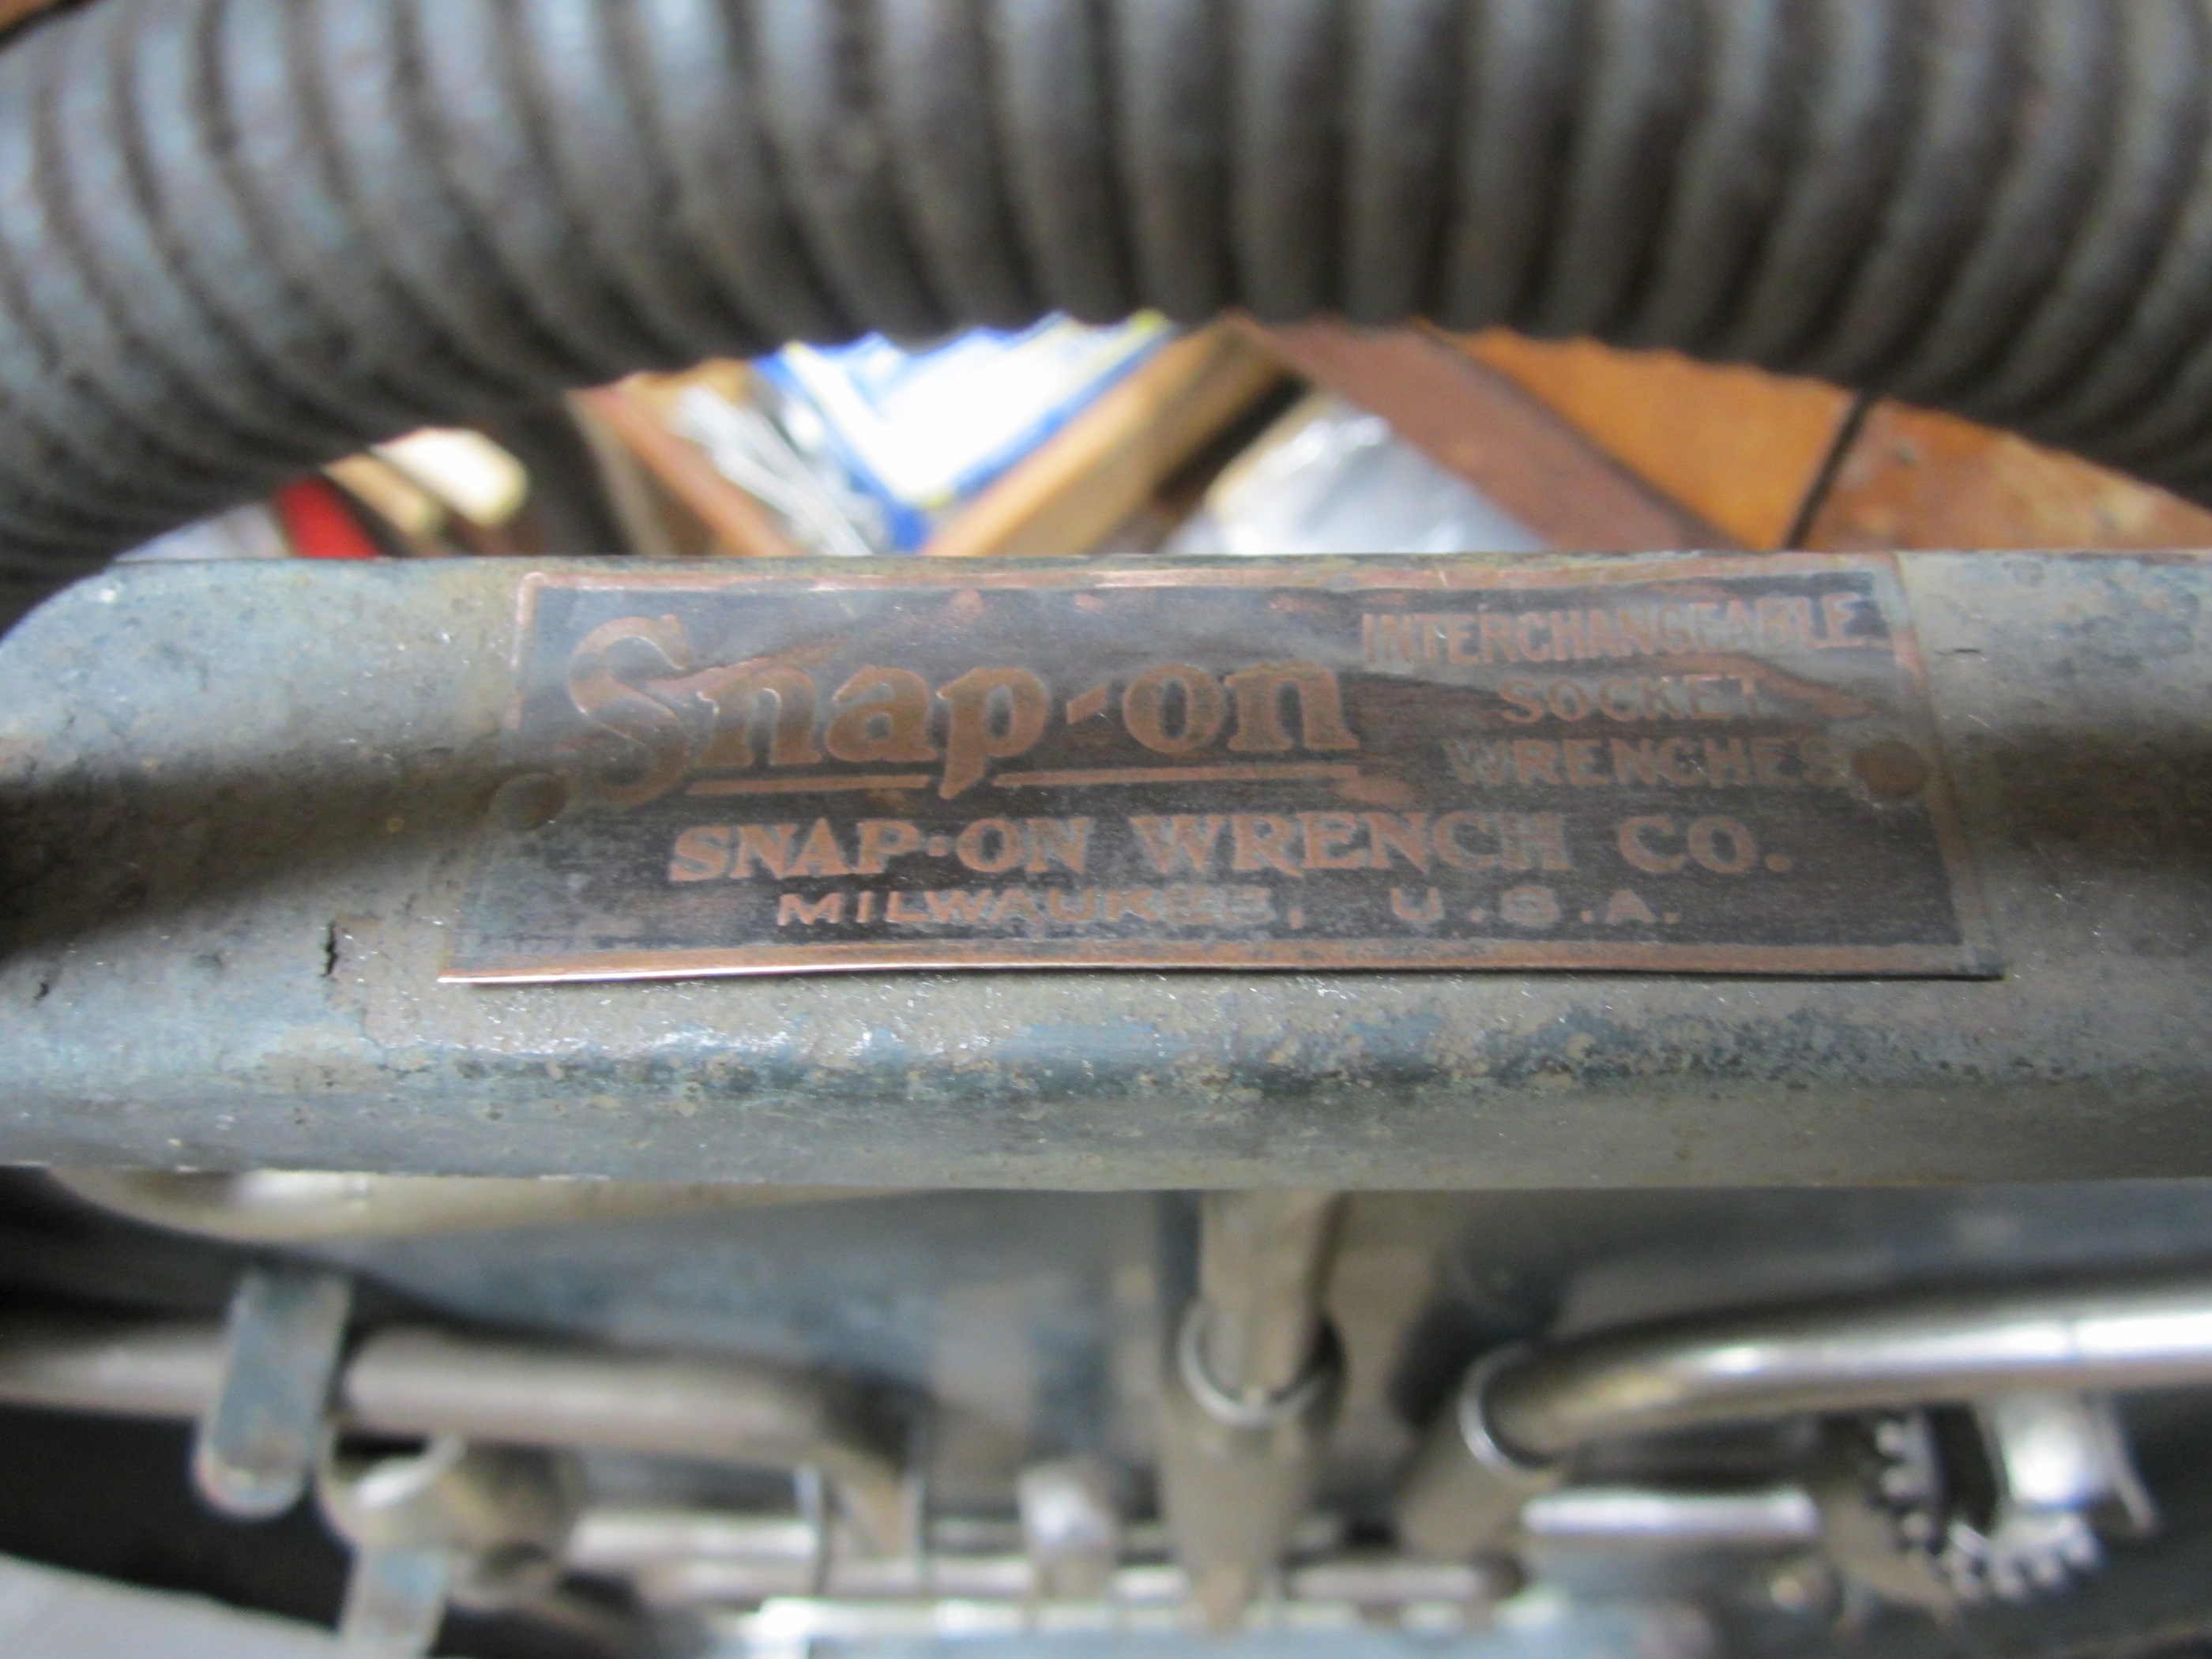 Snap-on
INTERCHANGEABLE
SOCKET
WRENCHES
SNAP-ON WRENCH CO.
MILWAUKEE, U.S.A.